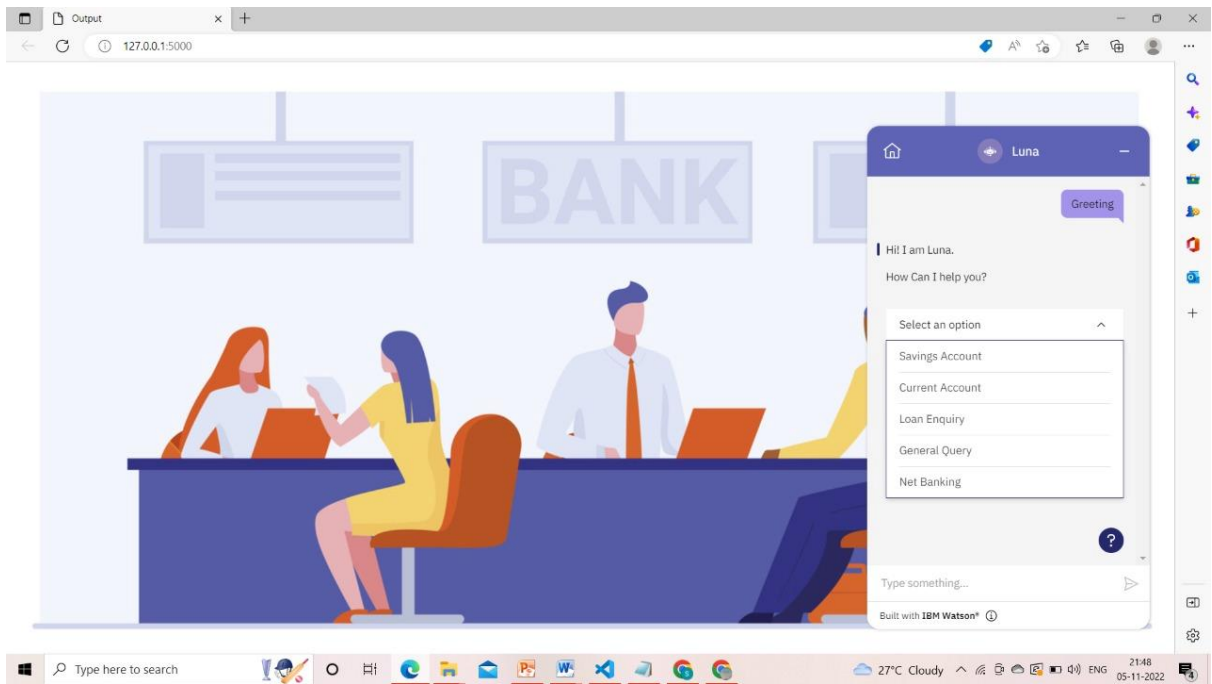 Output
127.0.0.1:5000
BANK
Luna
Greeting
Hi! I am Luna.
How Can I help you?
Select an option
Savings Account
Current Account
Loan Enquiry
General Query
Net Banking
?
Type something...
Built with IBM Watson®
Type here to search
27°C Cloudy
ENG
21:48
05-11-2022
4